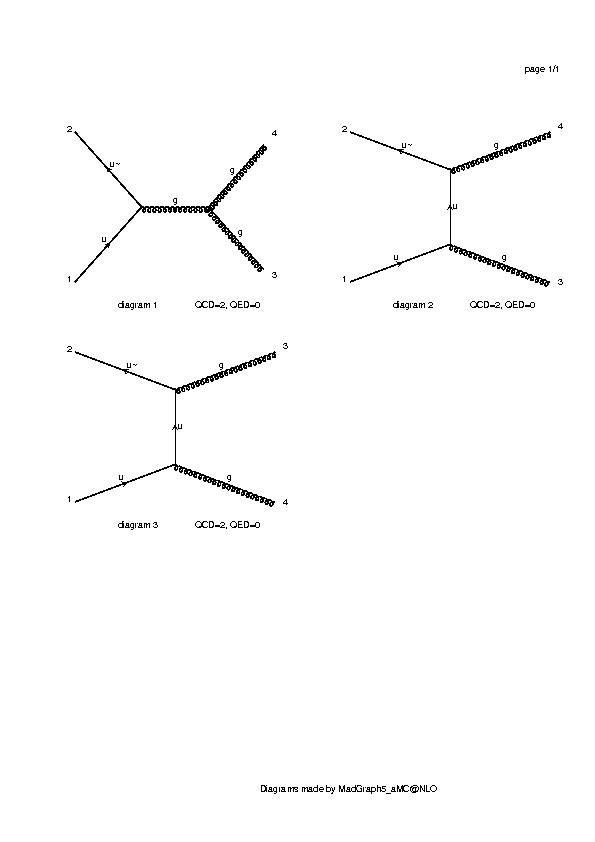 page 1/1
2
u~
g
4
g
u
g
1
3
diagram 1 QCD=2, QED=0
2
u~
g
4
u
u
g
1
3
diagram 2 QCD=2, QED=0
2
u~
g
3
u
u
g
1
4
diagram 3 QCD=2, QED=0
Diagrams made by MadGraph5_aMC@NLO